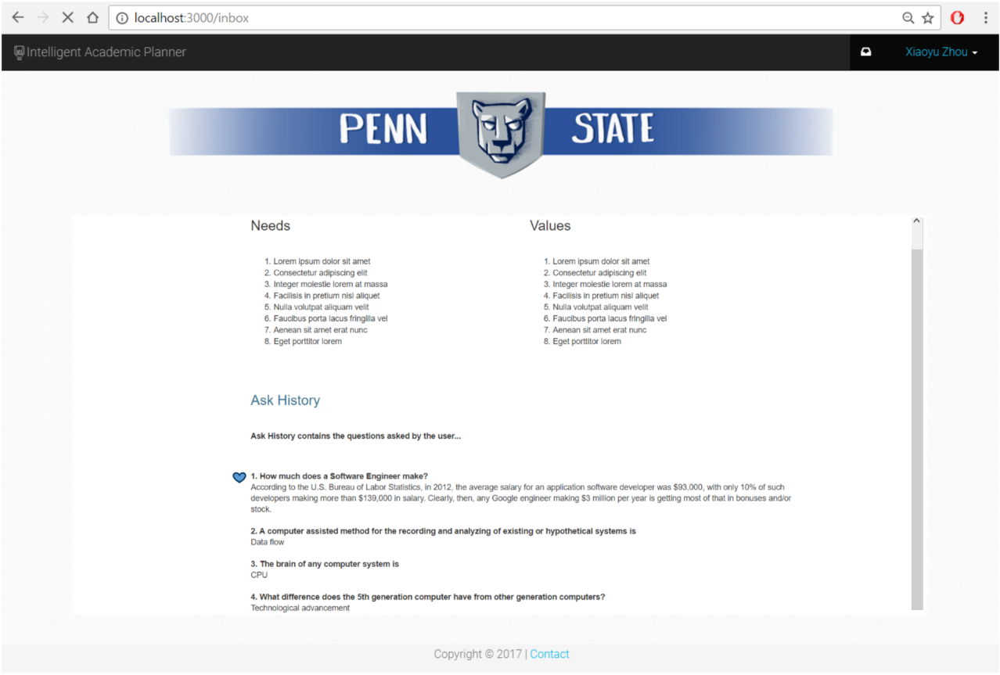 localhost:3000/inbox
Intelligent Academic Planner
Xiaoyu Zhou
PENN STATE
Needs
1. Lorem ipsum dolor sit amet
2. Consectetur adipiscing elit
3. Integer molestie lorem at massa
4. Facilisis in pretium nisl aliquet
5. Nulla volutpat aliquam velit
6. Faucibus porta lacus fringilla vel
7. Aenean sit amet erat nunc
8. Eget porttitor lorem
Values
1. Lorem ipsum dolor sit amet
2. Consectetur adipiscing elit
3. Integer molestie lorem at massa
4. Facilisis in pretium nisl aliquet
5. Nulla volutpat aliquam velit
6. Faucibus porta lacus fringilla vel
7. Aenean sit amet erat nunc
8. Eget porttitor lorem
Ask History
Ask History contains the questions asked by the user...
1. How much does a Software Engineer make?
According to the U.S. Bureau of Labor Statistics, in 2012, the average salary for an application software developer was $93,000, with only 10% of such
developers making more than $139,000 in salary. Clearly, then, any Google engineer making $3 million per year is getting most of that in bonuses and/or
stock.
2. A computer assisted method for the recording and analyzing of existing or hypothetical systems is
Data flow
3. The brain of any computer system is
CPU
4. What difference does the 5th generation computer have from other generation computers?
Technological advancement
Copyright © 2017 | Contact